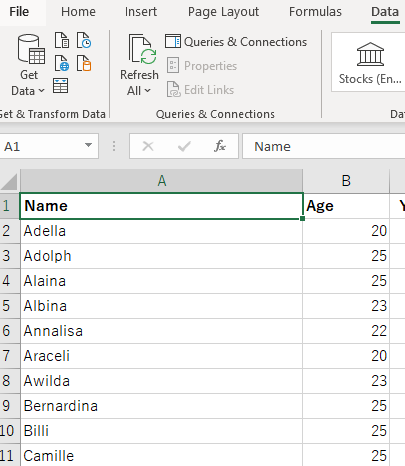 File Home Insert Page Layout Formulas Data
Get Data
Refresh All
Queries & Connections
Properties
Edit Links
Stocks (En...
Get & Transform Data Queries & Connections
A1 fx Name
A B
1 Name Age
2 Adella 20
3 Adolph 25
4 Alaina 25
5 Albina 23
6 Annalisa 22
7 Araceli 20
8 Awilda 23
9 Bernardina 25
10 Billi 25
11 Camille 25